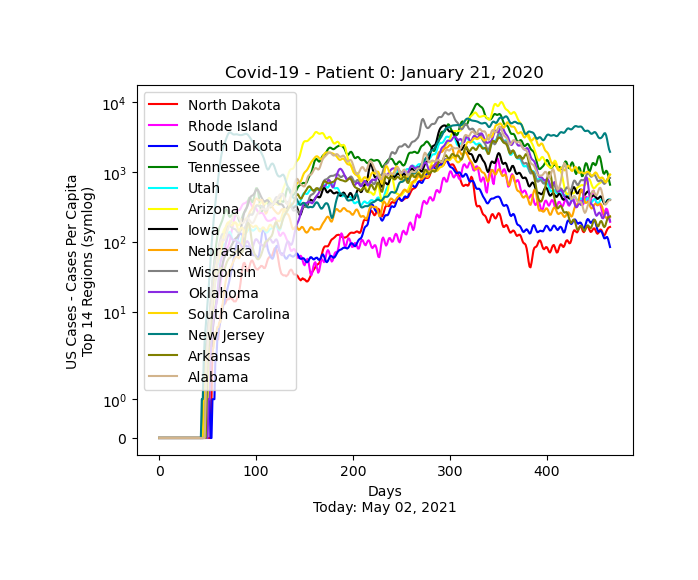 Covid-19 - Patient 0: January 21, 2020
US Cases - Cases Per Capita
Top 14 Regions (symlog)
10^4
10^3
10^2
10^1
10^0
0
North Dakota
Rhode Island
South Dakota
Tennessee
Utah
Arizona
Iowa
Nebraska
Wisconsin
Oklahoma
South Carolina
New Jersey
Arkansas
Alabama
0 100 200 300 400
Days
Today: May 02, 2021